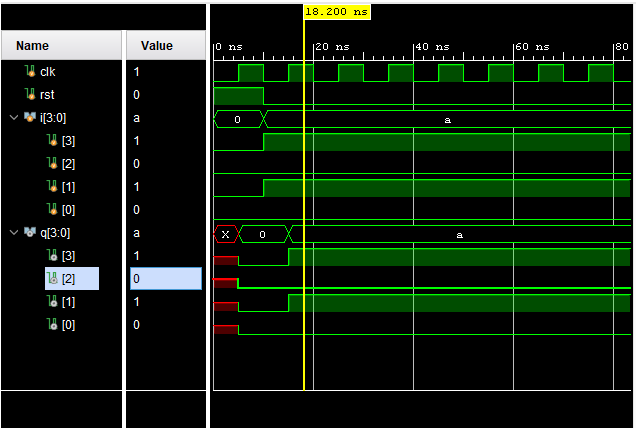 18.200 ns
Name Value
0 ns 20 ns 40 ns 60 ns 80
clk 1
rst 0
i[3:0] a 0 a
[3] 1
[2] 0
[1] 1
[0] 0
q[3:0] a X 0 a
[3] 1
[2] 0
[1] 1
[0] 0